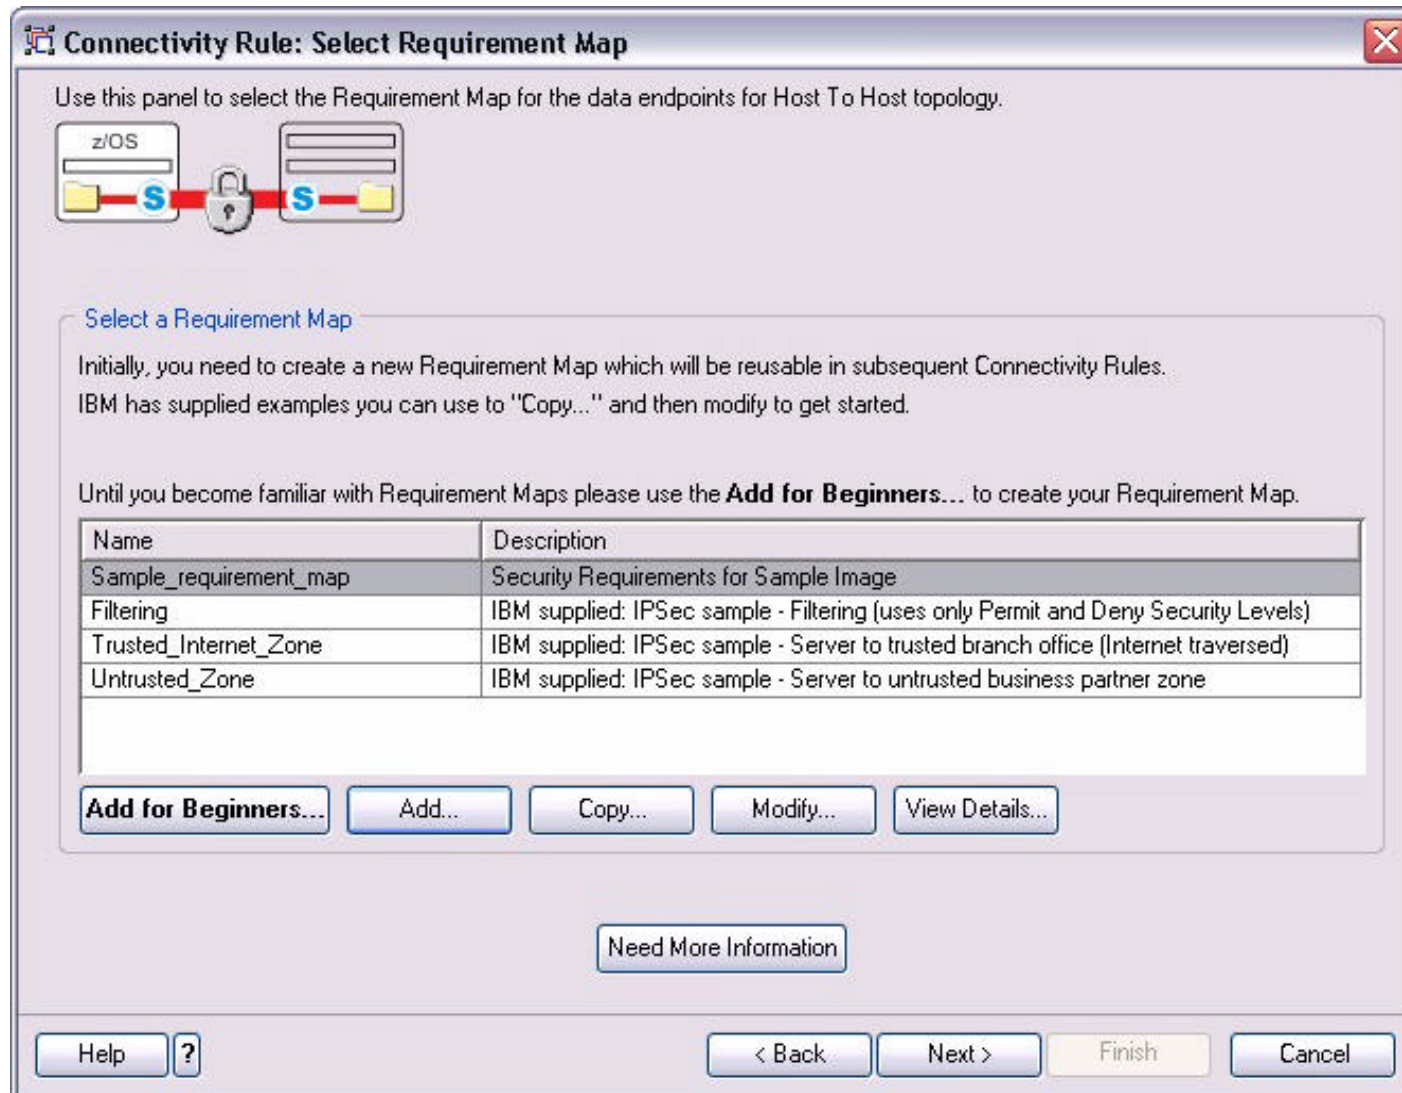 Connectivity Rule: Select Requirement Map
Use this panel to select the Requirement Map for the data endpoints for Host To Host topology.
z/OS
S S
Select a Requirement Map
Initially, you need to create a new Requirement Map which will be reusable in subsequent Connectivity Rules.
IBM has supplied examples you can use to "Copy..." and then modify to get started.
Until you become familiar with Requirement Maps please use the Add for Beginners... to create your Requirement Map.
Name Description
Sample_requirement_map Security Requirements for Sample Image
Filtering IBM supplied: IPSec sample - Filtering (uses only Permit and Deny Security Levels)
Trusted_Internet_Zone IBM supplied: IPSec sample - Server to trusted branch office (Internet traversed)
Untrusted_Zone IBM supplied: IPSec sample - Server to untrusted business partner zone
Add for Beginners... Add... Copy... Modify... View Details...
Need More Information
Help ? < Back Next > Finish Cancel